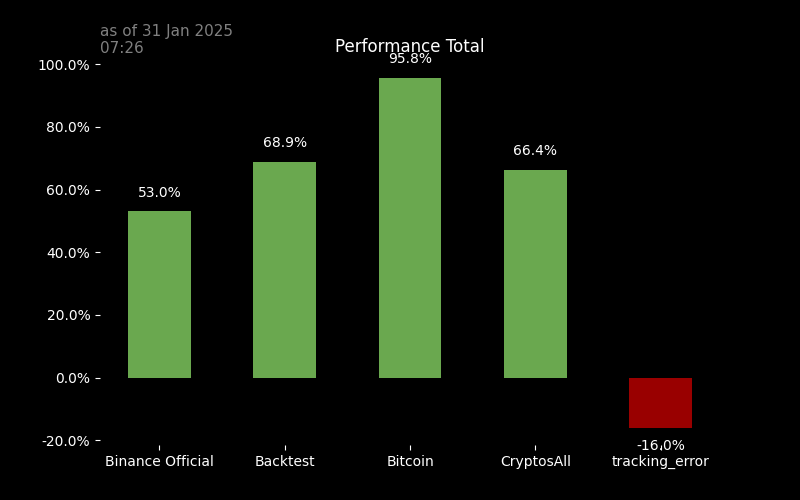 as of 31 Jan 2025
07:26
Performance Total
100.0%
80.0%
60.0%
40.0%
20.0%
0.0%
-20.0%
53.0%
68.9%
95.8%
66.4%
-16.0%
Binance Official
Backtest
Bitcoin
CryptosAll
tracking_error